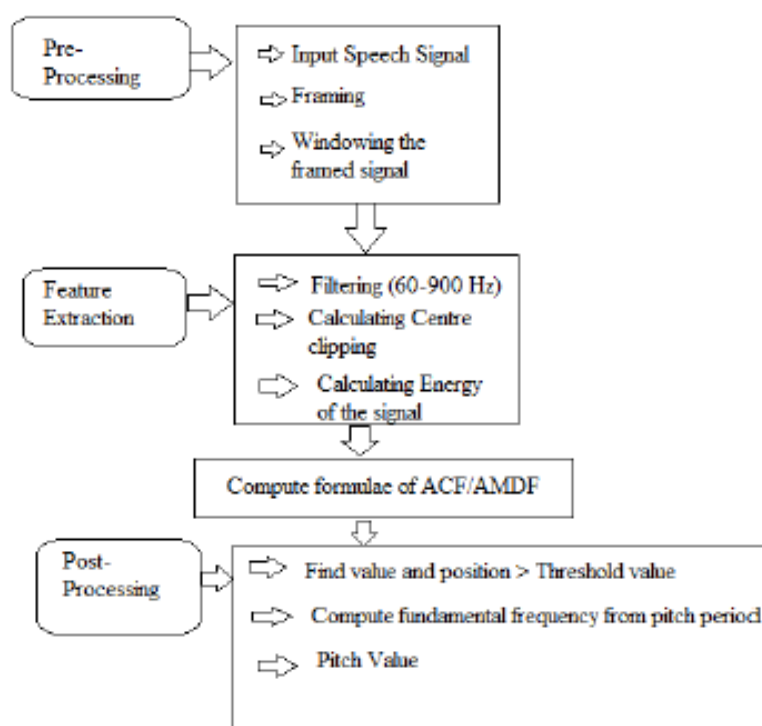 Pre-
Processing
Input Speech Signal
Framing
Windowing the
framed signal
Feature
Extraction
Filtering (60-900 Hz)
Calculating Centre
clipping
Calculating Energy
of the signal
Compute formulae of ACF/AMDF
Post-
Processing
Find value and position > Threshold value
Compute fundamental frequency from pitch period
Pitch Value